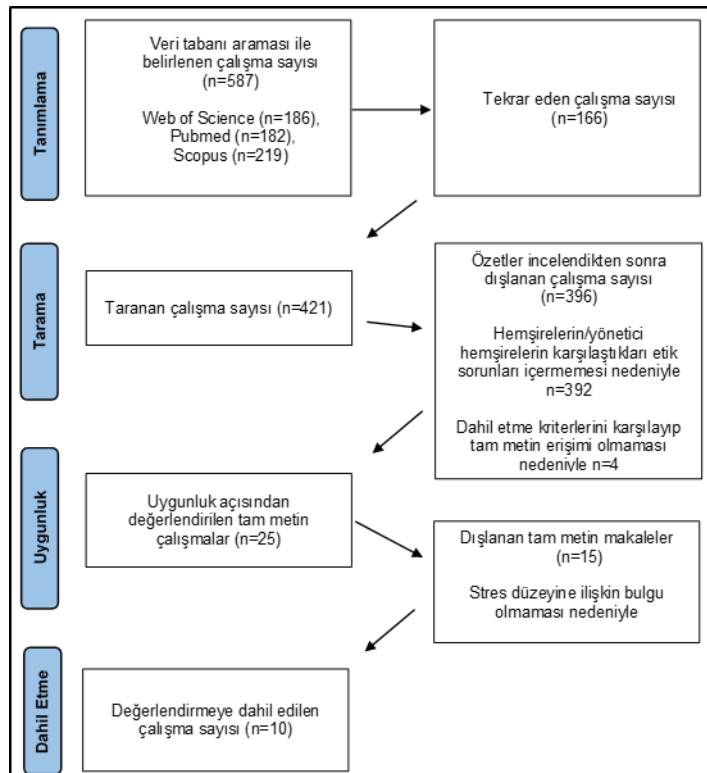 Tanımlama
Veri tabanı araması ile
belirlenen çalışma sayısı
(n=587)
Web of Science (n=186),
Pubmed (n=182),
Scopus (n=219)
Tekrar eden çalışma sayısı
(n=166)
Tarama
Taranan çalışma sayısı (n=421)
Özetler incelendikten sonra
dışlanan çalışma sayısı
(n=396)
Hemşirelerin/yönetici
hemşirelerin karşılaştıkları etik
sorunları içermemesi nedeniyle
n=392
Dahil etme kriterlerini karşılayıp
tam metin erişimi olmaması
nedeniyle n=4
Uygunluk
Uygunluk açısından
değerlendirilen tam metin
çalışmalar (n=25)
Dışlanan tam metin makaleler
(n=15)
Stres düzeyine ilişkin bulgu
olmaması nedeniyle
Dahil Etme
Değerlendirmeye dahil edilen
çalışma sayısı (n=10)